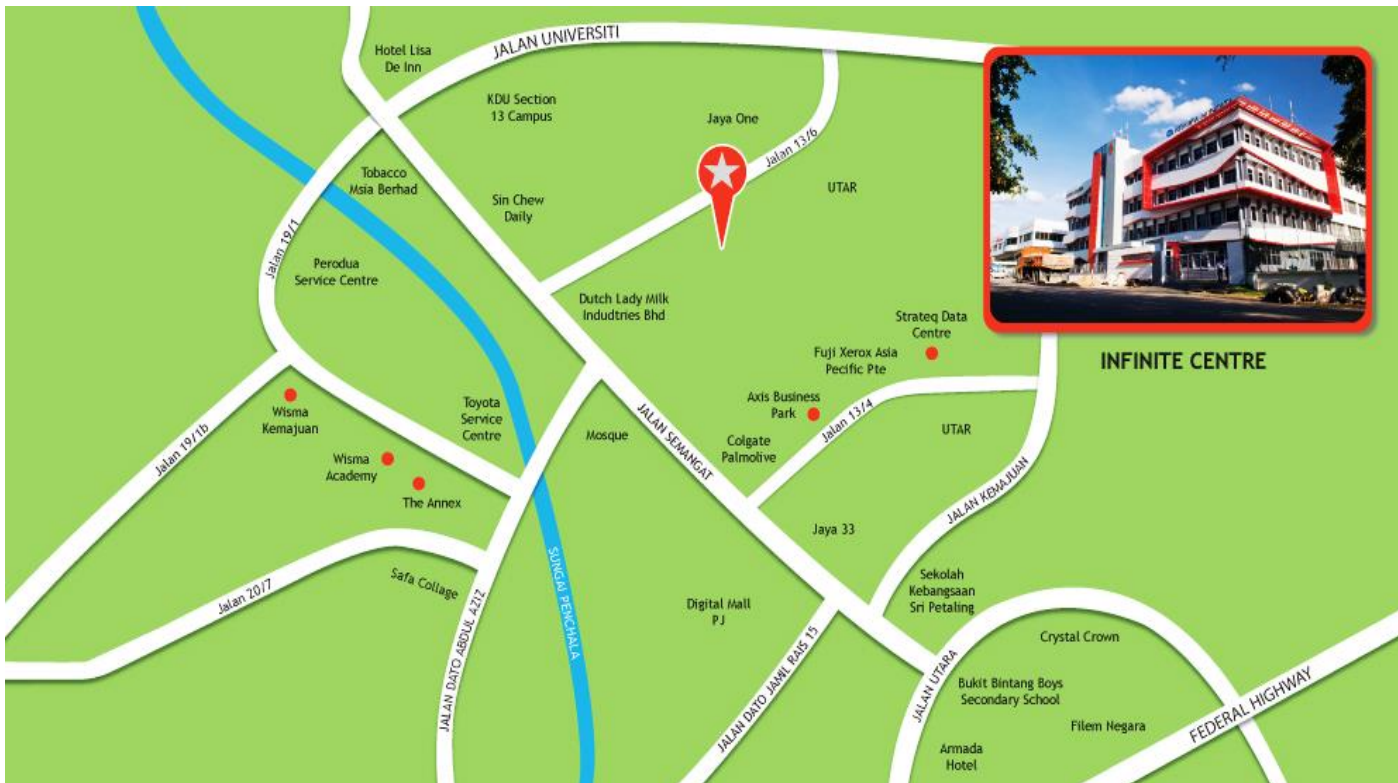 JALAN UNIVERSITI
Hotel Lisa
De Inn
KDU Section
13 Campus
Jaya One
Jalan 13/6
Tobacco
Msia Berhad
UTAR
Sin Chew
Daily
Jalan 19/1
Perodua
Service Centre
Dutch Lady Milk
Indudtries Bhd
Strateq Data
Centre
Fuji Xerox Asia
Pecific Pte
INFINITE CENTRE
Axis Business
Park
Jalan 13/4
Wisma
Kemajuan
Toyota
Service
Centre
Mosque
JALAN SEMANGAT
Colgate
Palmolive
UTAR
Jalan 19/1b
Wisma
Academy
The Annex
JALAN KEMAJUAN
Jaya 33
SUNGAI PENCHALA
Safa Collage
Jalan 20/7
Sekolah
Kebangsaan
Sri Petaling
Digital Mall
PJ
JALAN DATO ABDUL AZIZ
JALAN DATO JAMIL RAIS 15
JALAN UTARA
Crystal Crown
Bukit Bintang Boys
Secondary School
Filem Negara
FEDERAL HIGHWAY
Armada
Hotel